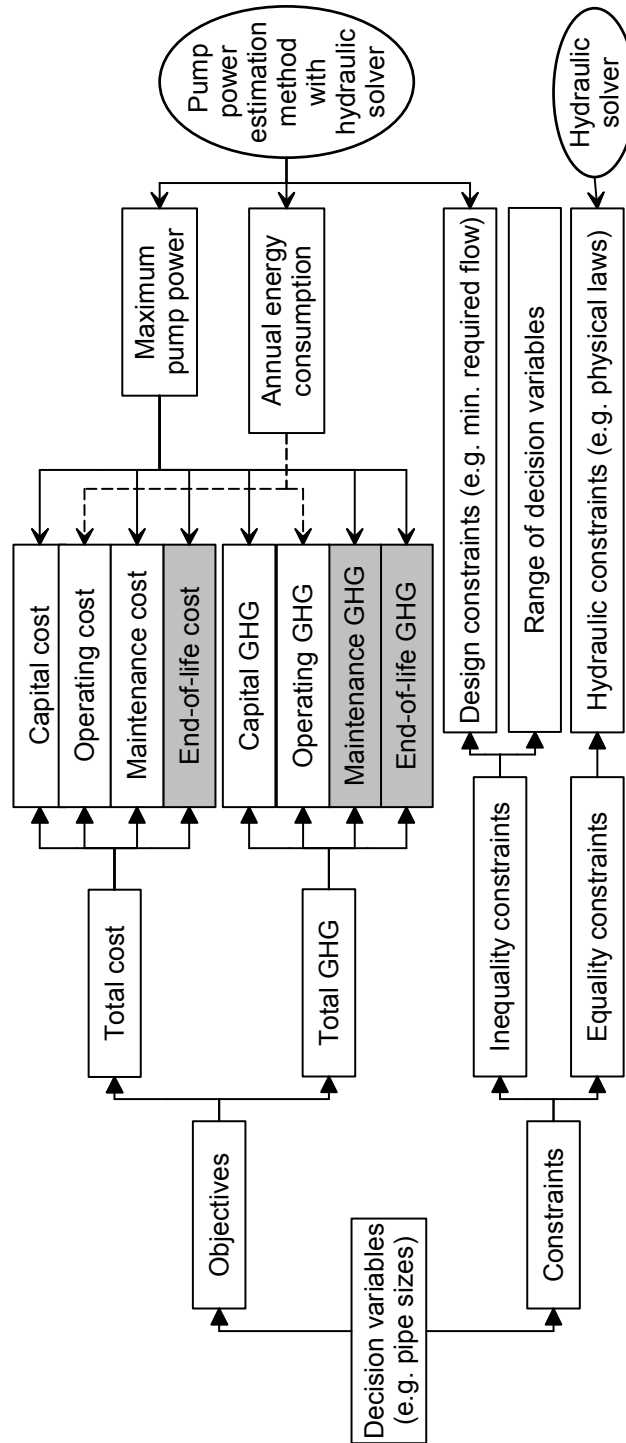 Decision variables
(e.g. pipe sizes)
Objectives
Constraints
Total cost
Total GHG
Inequality constraints
Equality constraints
Capital cost
Operating cost
Maintenance cost
End-of-life cost
Capital GHG
Operating GHG
Maintenance GHG
End-of-life GHG
Design constraints (e.g. min. required flow)
Range of decision variables
Hydraulic constraints (e.g. physical laws)
Maximum
pump power
Annual energy
consumption
Pump
power
estimation
method
with
hydraulic
solver
Hydraulic
solver